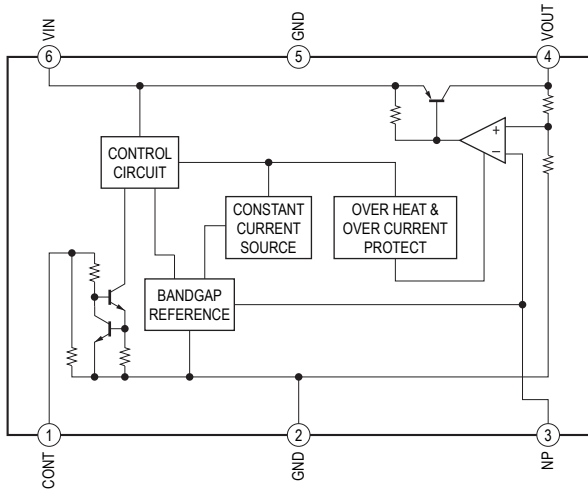 VIN
GND
VOUT
6
5
4
+
−
CONTROL
CIRCUIT
CONSTANT
CURRENT
SOURCE
OVER HEAT &
OVER CURRENT
PROTECT
BANDGAP
REFERENCE
1
2
3
CONT
GND
NP